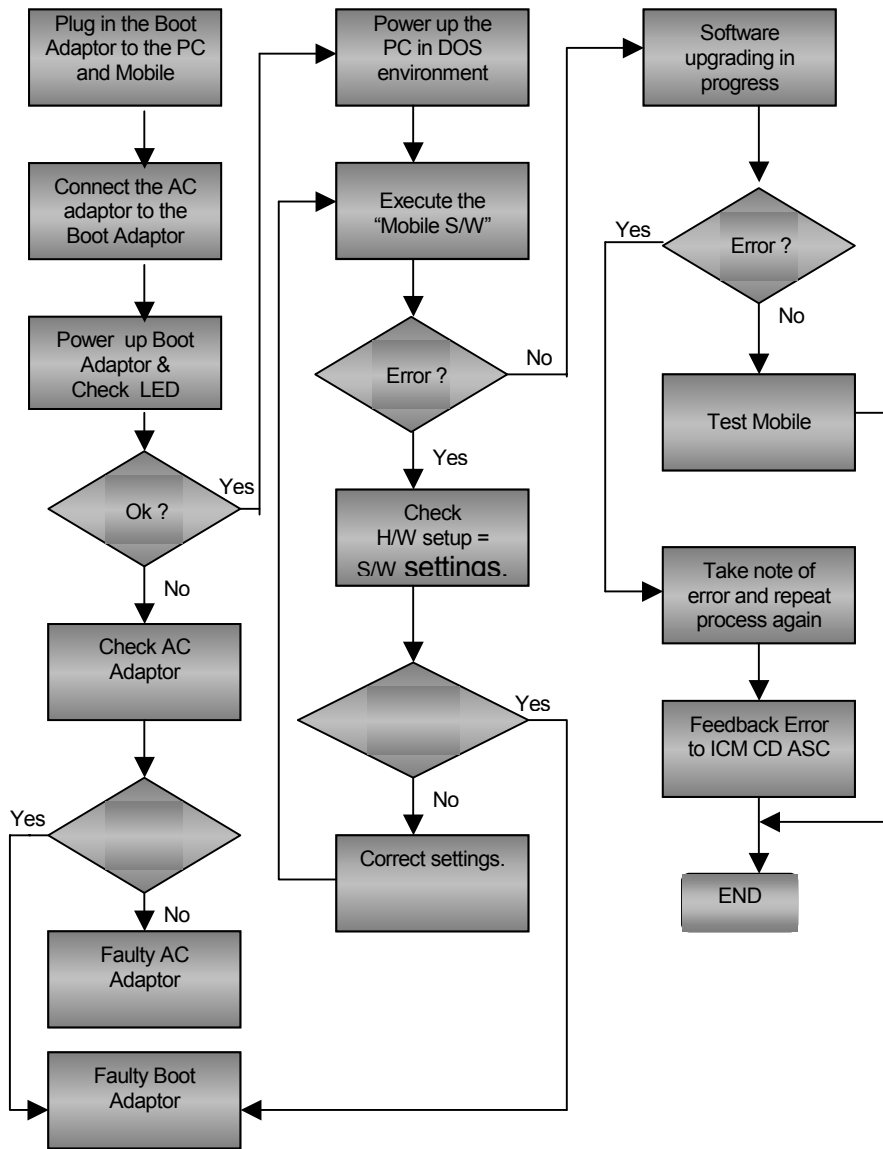 Plug in the Boot
Adaptor to the PC
and Mobile
Connect the AC
adaptor to the
Boot Adaptor
Power up Boot
Adaptor &
Check LED
Ok ?
Yes
No
Check AC
Adaptor
Yes
No
Faulty AC
Adaptor
Faulty Boot
Adaptor
Power up the
PC in DOS
environment
Execute the
“Mobile S/W”
Error ?
No
Yes
Check
H/W setup =
S/W settings.
Yes
No
Correct settings.
Software
upgrading in
progress
Yes
Error ?
No
Test Mobile
Take note of
error and repeat
process again
Feedback Error
to ICM CD ASC
END